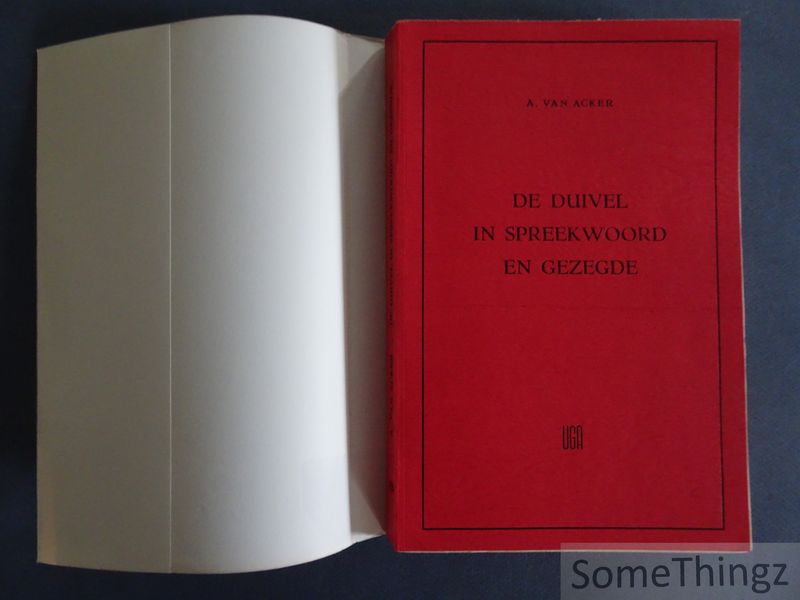 A. VAN ACKER
DE DUIVEL
IN SPREEKWOORD
EN GEZEGDE
UGA
SomeThingz